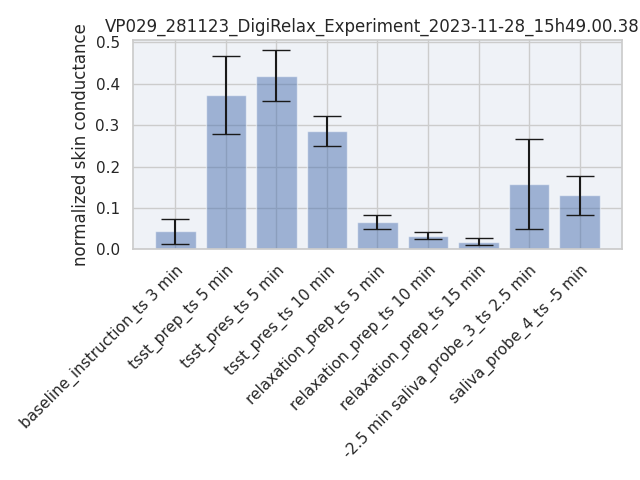 VP029_281123_DigiRelax_Experiment_2023-11-28_15h49.00.38
normalized skin conductance
0.5
0.4
0.3
0.2
0.1
0.0
baseline_instruction_ts 3 min
tsst_prep_ts 5 min
tsst_pres_ts 5 min
tsst_pres_ts 10 min
relaxation_prep_ts 5 min
relaxation_prep_ts 10 min
relaxation_prep_ts 15 min
-2.5 min saliva_probe_3_ts 2.5 min
saliva_probe_4_ts -5 min